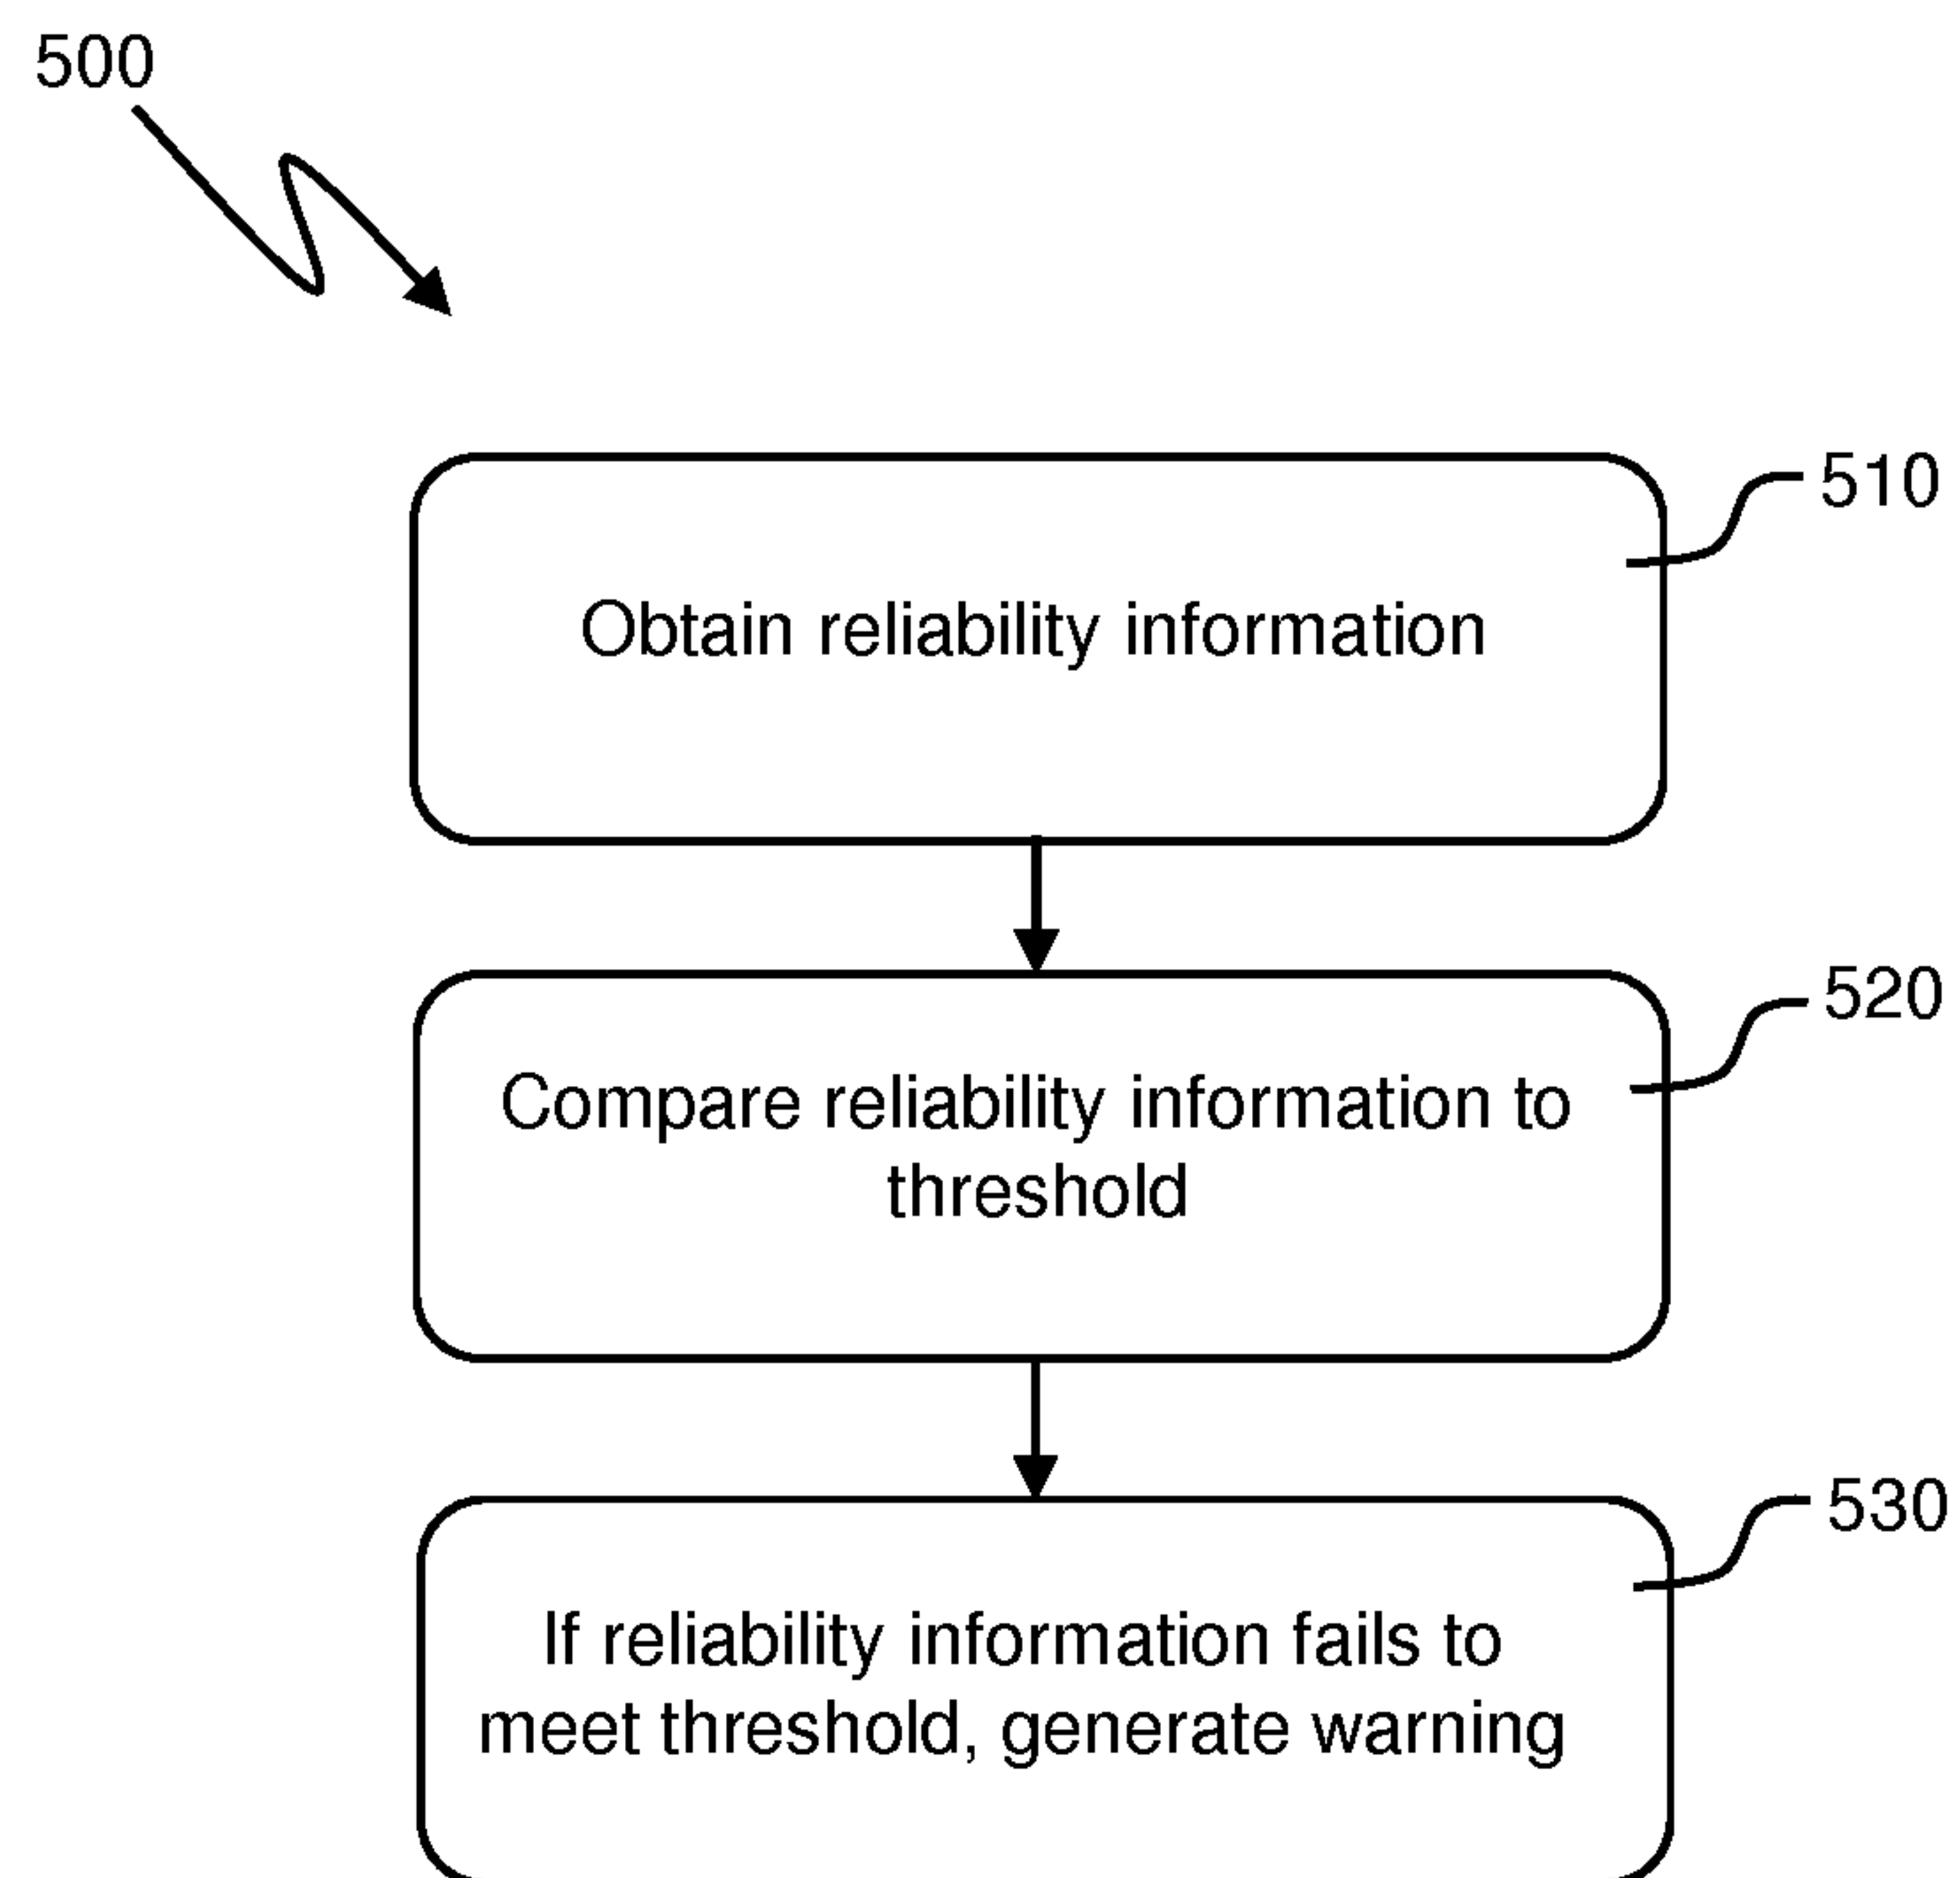 500
510
Obtain reliability information
520
Compare reliability information to
threshold
530
If reliability information fails to
meet threshold, generate warning